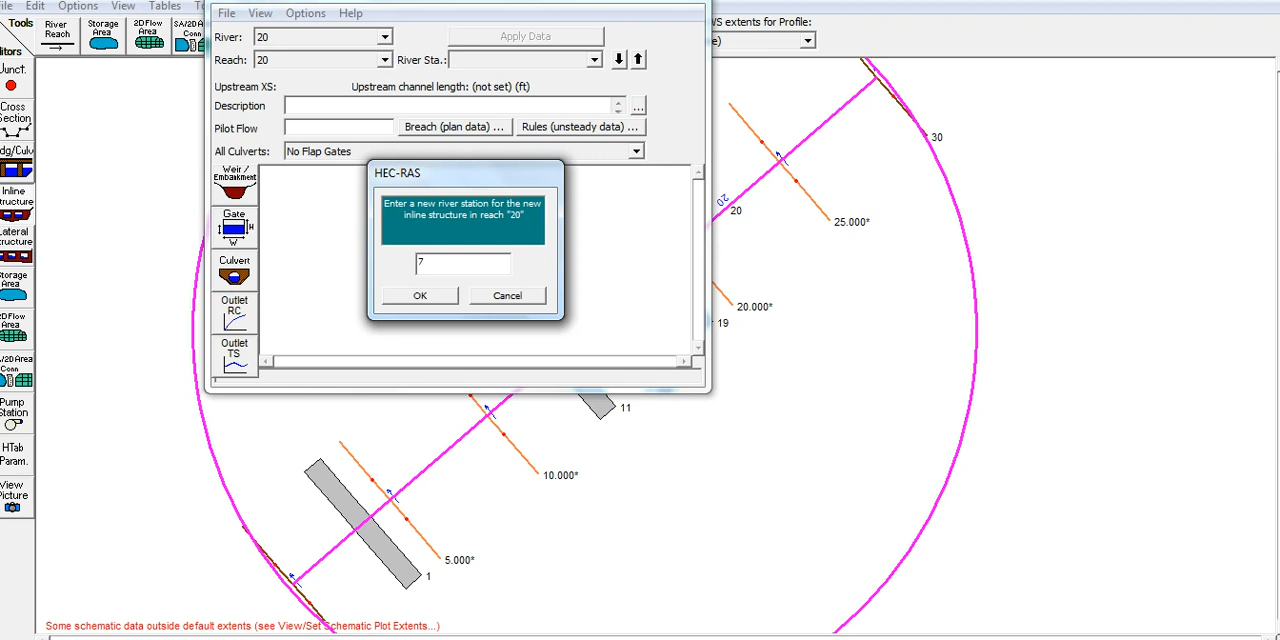 ile Edit Options View Tables To
Tools
River
Reach
Storage
Area
2D Flow
Area
SA/2D Area
Conn
WS extents for Profile:
e)
itors
Junct.
Cross
Section
dg/Culv
Inline
Structure
Lateral
tructure
torage
Area
2D Flow
Area
A/2D Area
Conn
Pump
Station
HTab
Param.
View
Picture
File View Options Help
River: 20
Apply Data
Reach: 20
River Sta.:
Upstream XS: Upstream channel length: (not set) (ft)
Description
...
Pilot Flow
Breach (plan data) ...
Rules (unsteady data) ...
All Culverts: No Flap Gates
Weir /
Embankment
Gate
H
W
Culvert
Outlet
RC
Outlet
TS
HEC-RAS
Enter a new river station for the new
inline structure in reach "20"
7
OK
Cancel
30
25.000*
20
20
20.000*
19
11
10.000*
5.000*
1
Some schematic data outside default extents (see View/Set Schematic Plot Extents...)